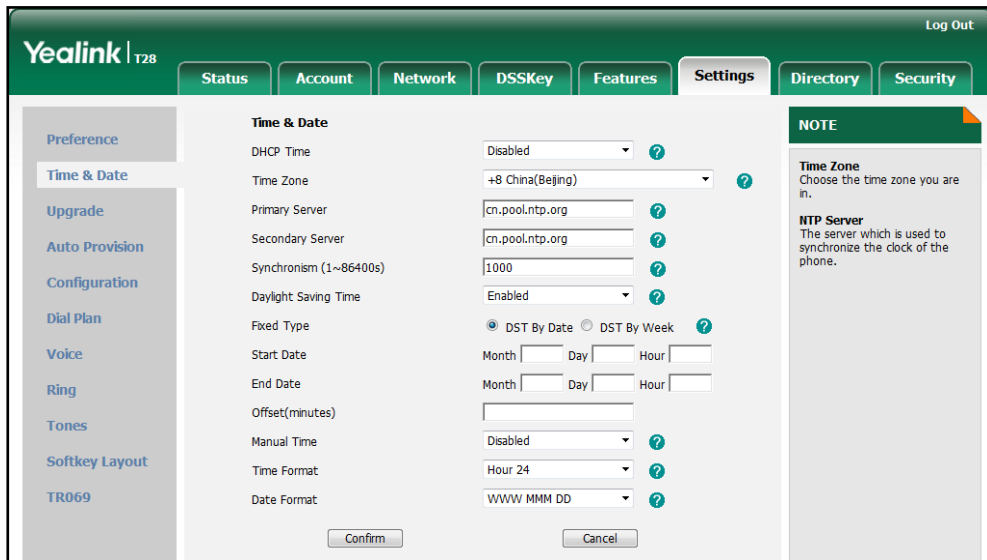 Log Out
Yealink | T28
Status Account Network DSSKey Features Settings Directory Security
Preference
Time & Date
Upgrade
Auto Provision
Configuration
Dial Plan
Voice
Ring
Tones
Softkey Layout
TR069
Time & Date
DHCP Time Disabled ?
Time Zone +8 China(Beijing) ?
Primary Server cn.pool.ntp.org ?
Secondary Server cn.pool.ntp.org ?
Synchronism (1~86400s) 1000 ?
Daylight Saving Time Enabled ?
Fixed Type DST By Date DST By Week ?
Start Date Month Day Hour
End Date Month Day Hour
Offset(minutes)
Manual Time Disabled ?
Time Format Hour 24 ?
Date Format WWW MMM DD ?
Confirm Cancel
NOTE
Time Zone
Choose the time zone you are
in.
NTP Server
The server which is used to
synchronize the clock of the
phone.